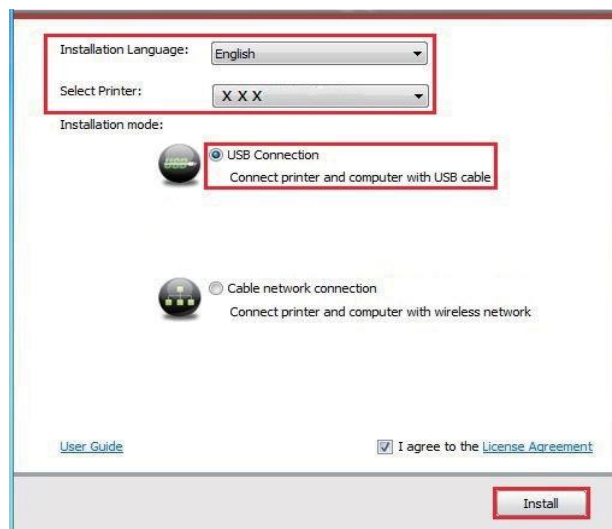 Installation Language: English
Select Printer: X X X
Installation mode:
USB
USB Connection
Connect printer and computer with USB cable
Cable network connection
Connect printer and computer with wireless network
User Guide I agree to the License Agreement
Install